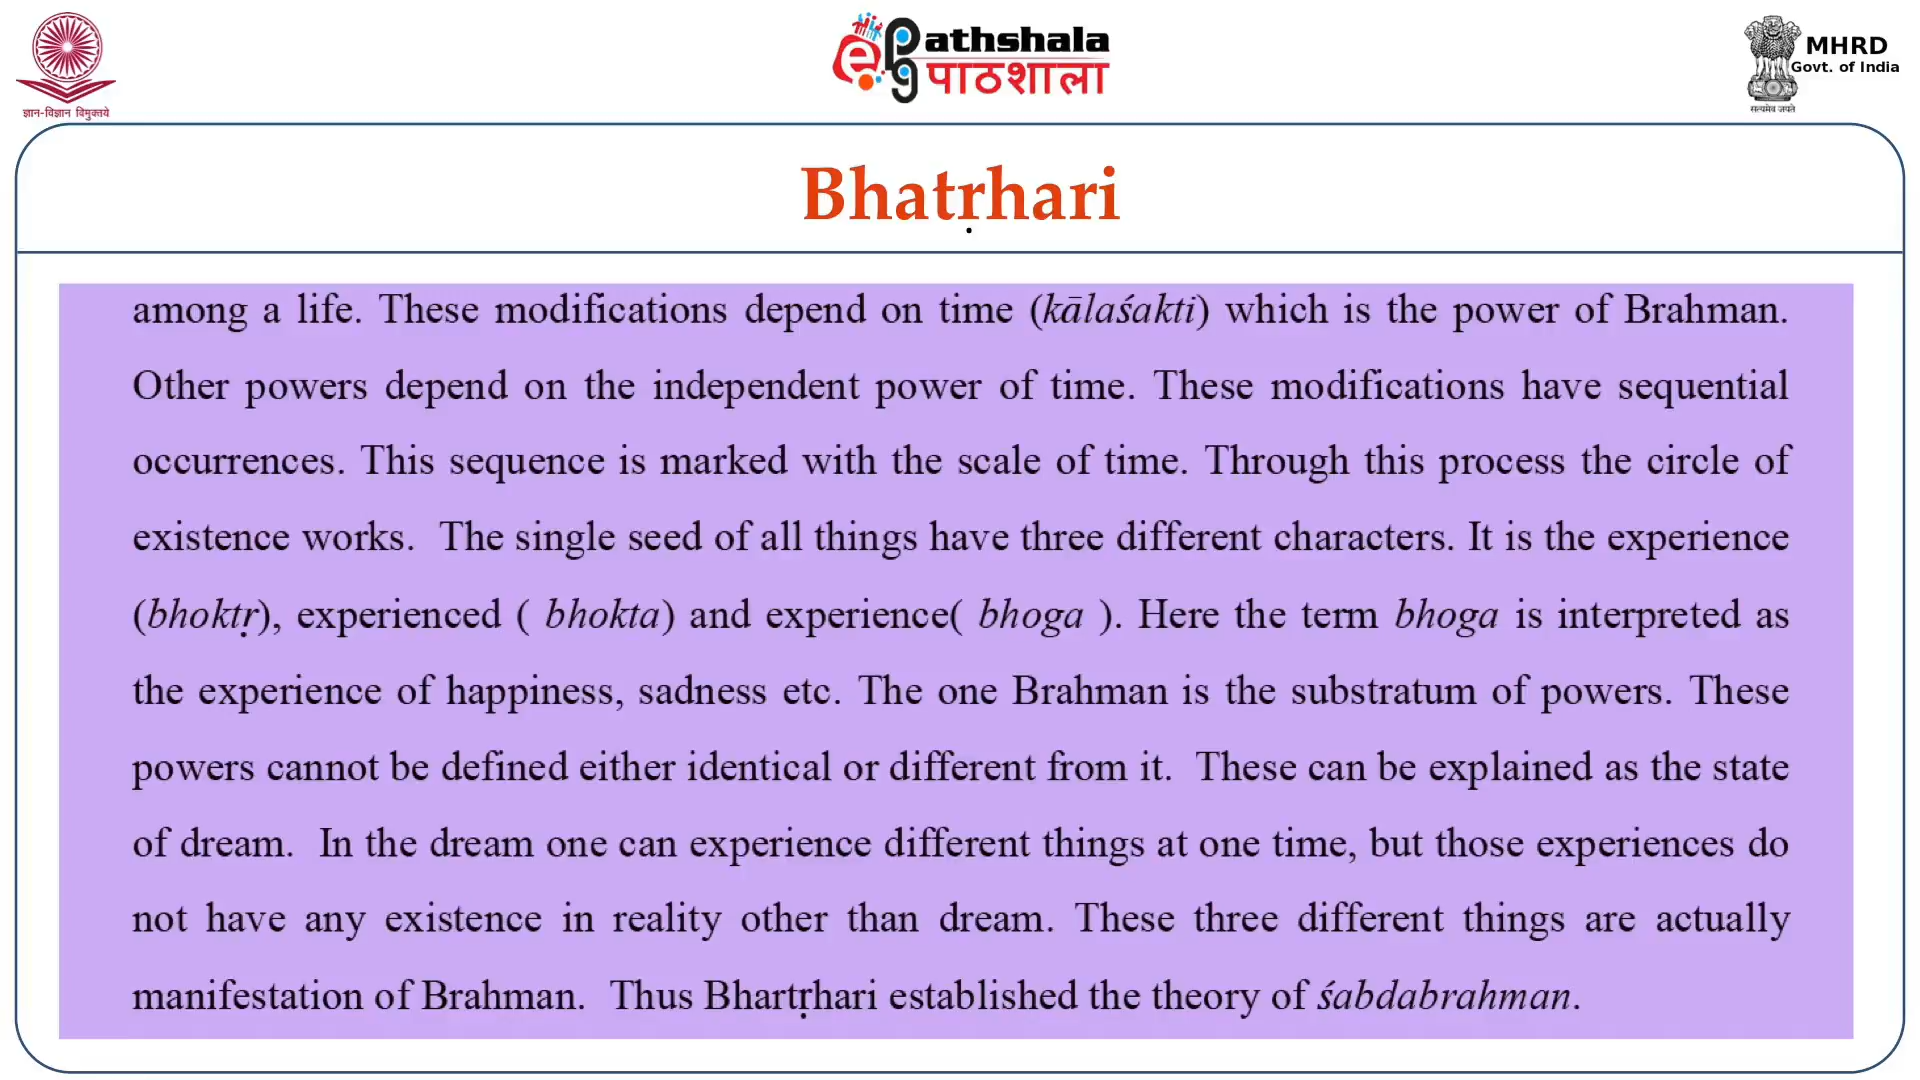 ज्ञान-विज्ञान विमुक्तये
e Pg Pathshala
पाठशाला
MHRD
Govt. of India
सत्यमेव जयते
Bhatṛhari
among a life. These modifications depend on time (kālaśakti) which is the power of Brahman.
Other powers depend on the independent power of time. These modifications have sequential
occurrences. This sequence is marked with the scale of time. Through this process the circle of
existence works.  The single seed of all things have three different characters. It is the experience
(bhoktṛ), experienced ( bhokta) and experience( bhoga ). Here the term bhoga is interpreted as
the experience of happiness, sadness etc. The one Brahman is the substratum of powers. These
powers cannot be defined either identical or different from it.  These can be explained as the state
of dream.  In the dream one can experience different things at one time, but those experiences do
not have any existence in reality other than dream. These three different things are actually
manifestation of Brahman.  Thus Bhartṛhari established the theory of śabdabrahman.